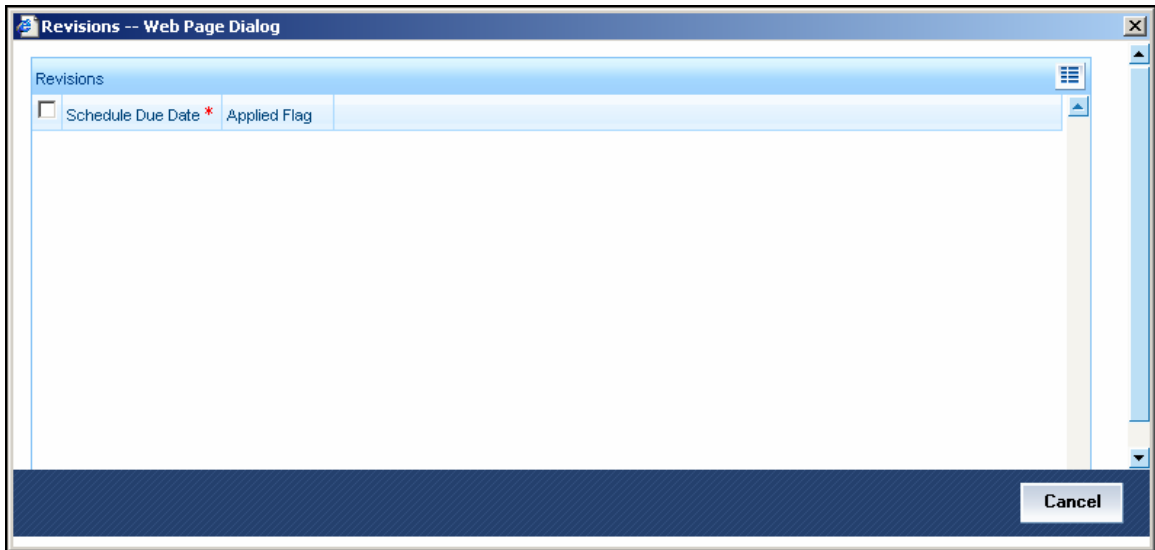 Revisions -- Web Page Dialog
Revisions
Schedule Due Date * Applied Flag
Cancel